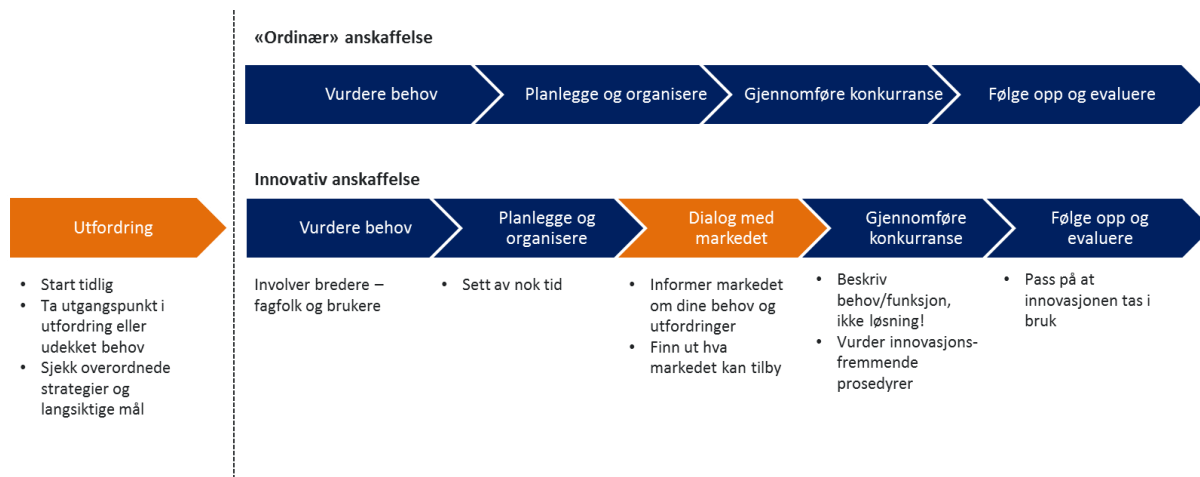 «Ordinær» anskaffelse
Vurdere behov
Planlegge og organisere
Gjennomføre konkurranse
Følge opp og evaluere
Innovativ anskaffelse
Utfordring
Vurdere behov
Planlegge og
organisere
Dialog med
markedet
Gjennomføre
konkurranse
Følge opp og
evaluere
• Start tidlig
• Ta utgangspunkt i
utfordring eller
udekket behov
• Sjekk overordnede
strategier og
langsiktige mål
Involver bredere –
fagfolk og brukere
• Sett av nok tid
• Informer markedet
om dine behov og
utfordringer
• Finn ut hva
markedet kan tilby
• Beskriv
behov/funksjon,
ikke løsning!
• Vurder innovasjons-
fremmende
prosedyrer
• Pass på at
innovasjonen tas i
bruk